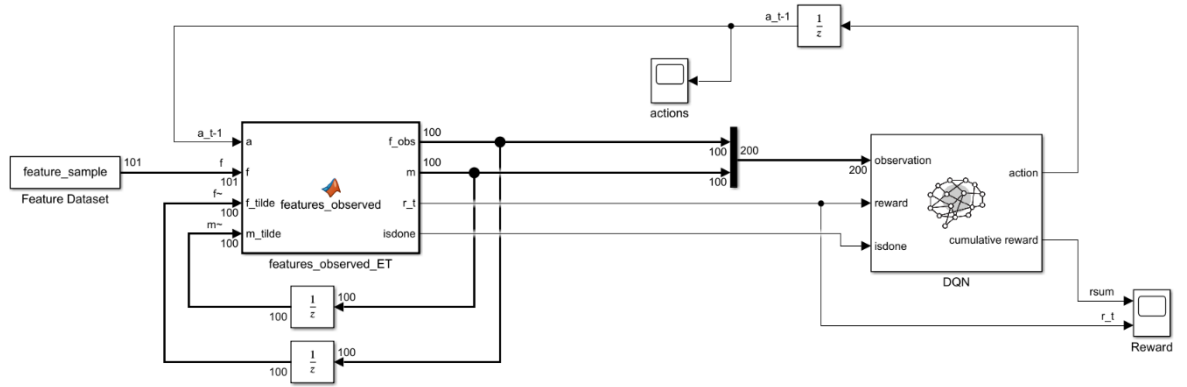 a_t-1
1
z
actions
a_t-1
a
f_obs
100
100
200
observation
200
feature_sample
101
f
101
f
m
100
100
action
Feature Dataset
f~
100
f_tilde
features_observed
r_t
reward
m~
100
m_tilde
isdone
isdone
cumulative reward
features_observed_ET
DQN
100
1
z
100
rsum
r_t
Reward
100
1
z
100